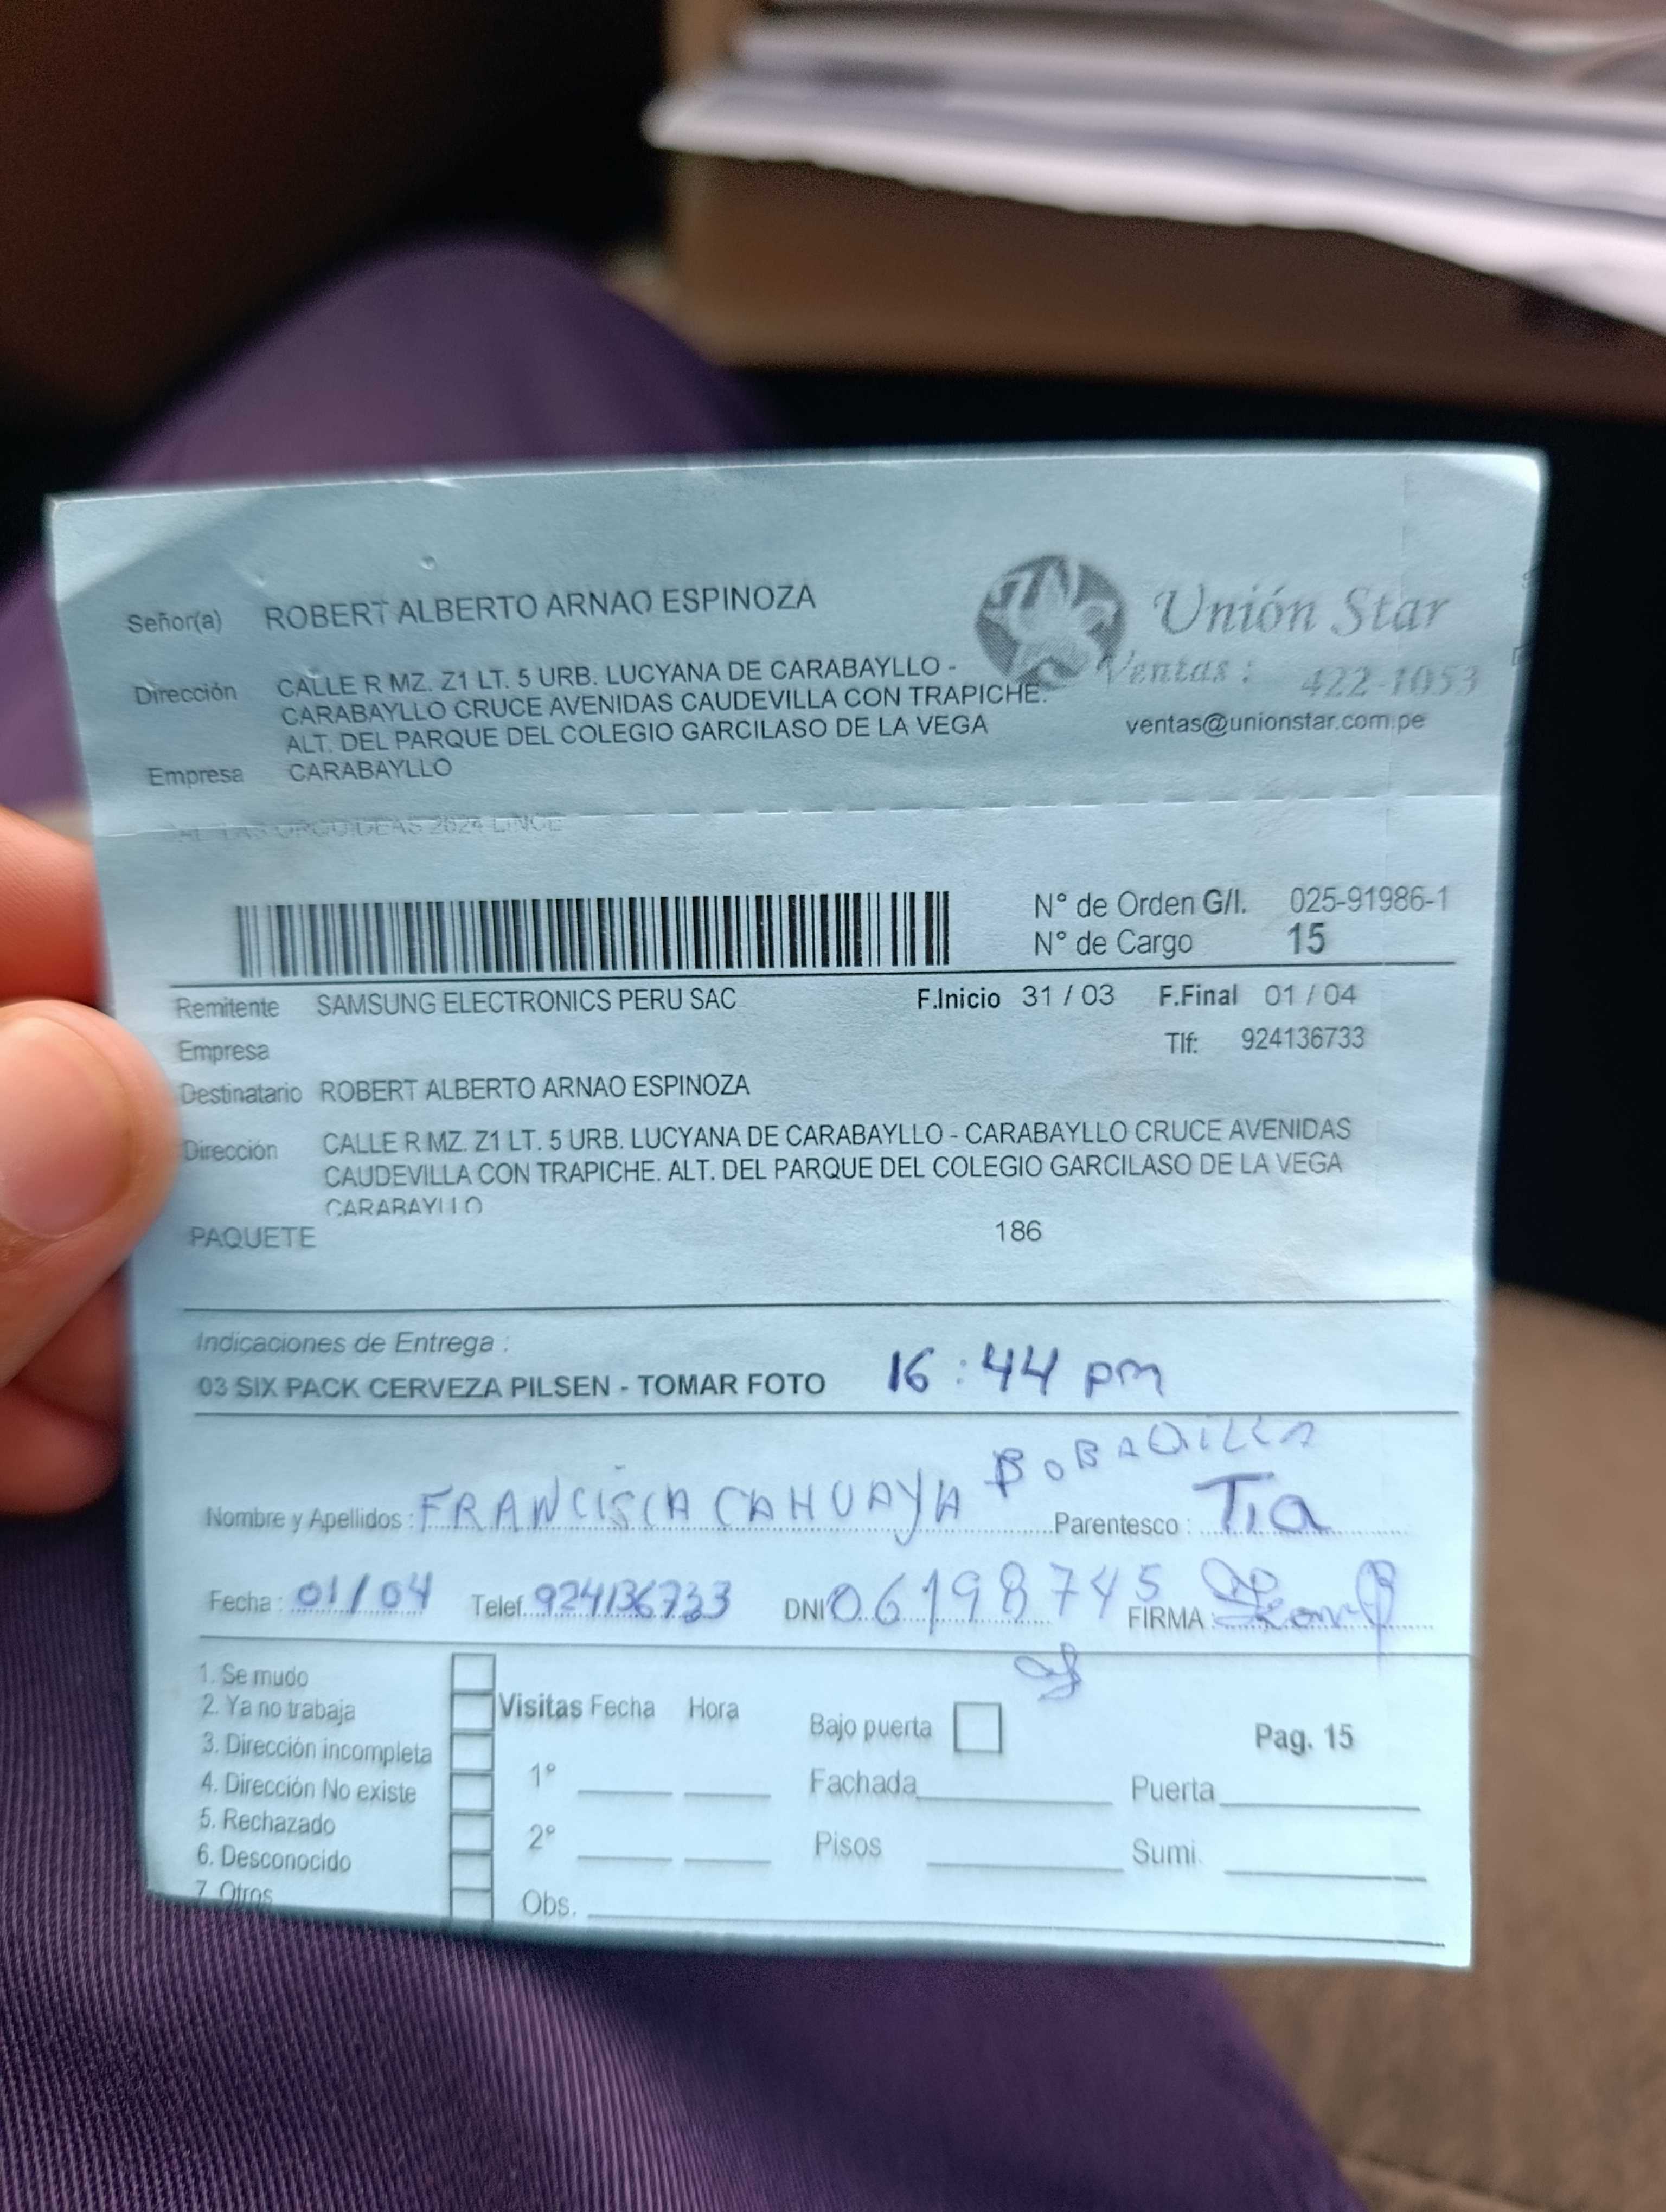 Señor(a) ROBERT ALBERTO ARNAO ESPINOZA
Unión Star
Ventas : 422-1053
ventas@unionstar.com.pe
Dirección CALLE R MZ. Z1 LT. 5 URB. LUCYANA DE CARABAYLLO -
CARABAYLLO CRUCE AVENIDAS CAUDEVILLA CON TRAPICHE.
ALT. DEL PARQUE DEL COLEGIO GARCILASO DE LA VEGA
Empresa CARABAYLLO
2624 LINCE
N° de Orden G/I. 025-91986-1
N° de Cargo 15
Remitente SAMSUNG ELECTRONICS PERU SAC F.Inicio 31 / 03 F.Final 01 / 04
Empresa Tlf: 924136733
Destinatario ROBERT ALBERTO ARNAO ESPINOZA
Dirección CALLE R MZ. Z1 LT. 5 URB. LUCYANA DE CARABAYLLO - CARABAYLLO CRUCE AVENIDAS
CAUDEVILLA CON TRAPICHE. ALT. DEL PARQUE DEL COLEGIO GARCILASO DE LA VEGA
CARABAYLLO
PAQUETE 186
Indicaciones de Entrega :
03 SIX PACK CERVEZA PILSEN - TOMAR FOTO 16:44 pm
Nombre y Apellidos : FRANCISCA CAHUAYA BOBADILLA Parentesco : Tia
Fecha : 01/04 Telef. 924136733 DNI 06198745 FIRMA :
1. Se mudo
2. Ya no trabaja
3. Dirección incompleta
4. Dirección No existe
5. Rechazado
6. Desconocido
7. Otros
Visitas Fecha Hora
1°
2°
Obs.
Bajo puerta
Fachada
Pisos
Pag. 15
Puerta
Sumi.